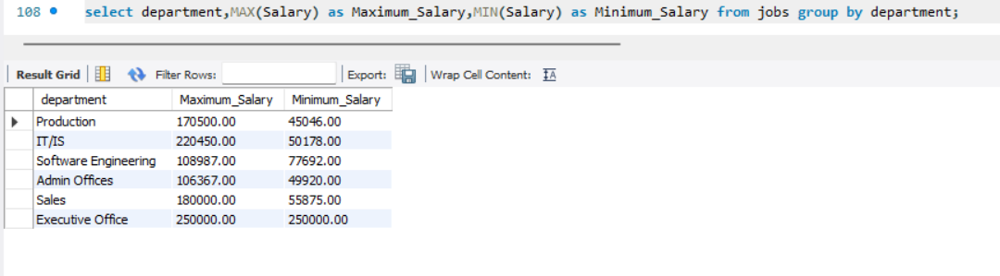 108 select department,MAX(Salary) as Maximum_Salary,MIN(Salary) as Minimum_Salary from jobs group by department;
Result Grid Filter Rows: Export: Wrap Cell Content: IA
department Maximum_Salary Minimum_Salary
Production 170500.00 45046.00
IT/IS 220450.00 50178.00
Software Engineering 108987.00 77692.00
Admin Offices 106367.00 49920.00
Sales 180000.00 55875.00
Executive Office 250000.00 250000.00